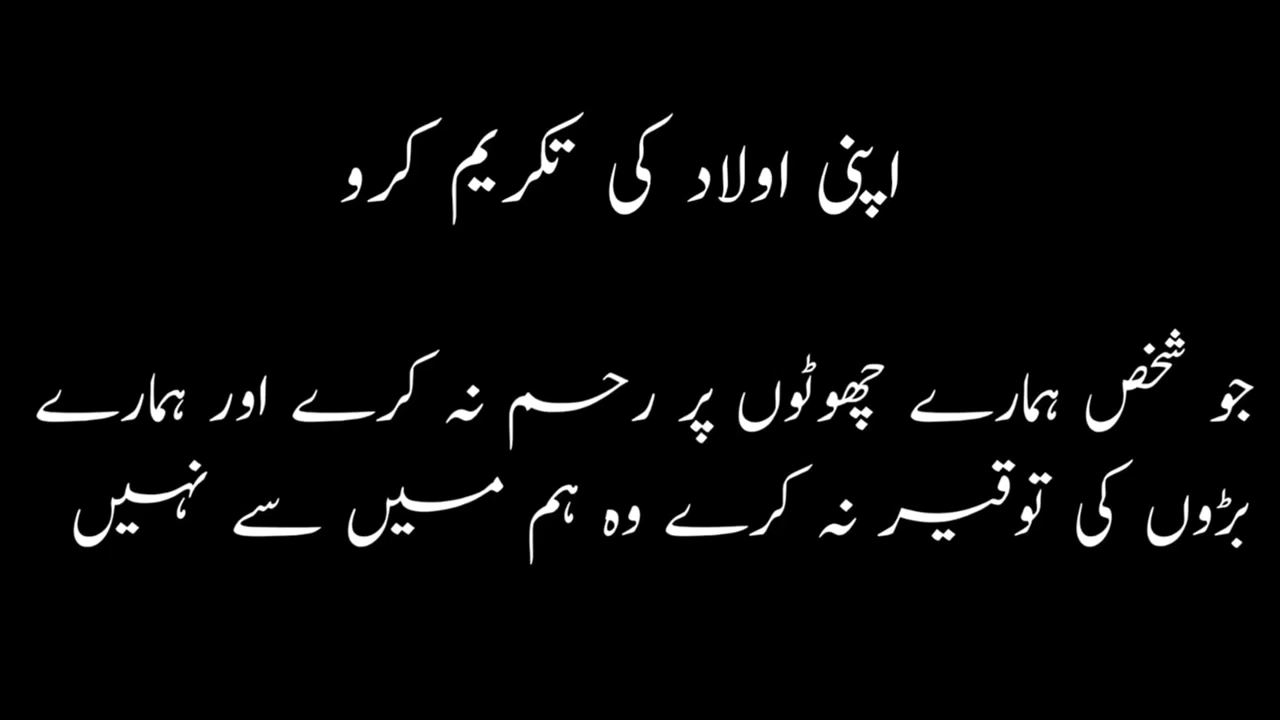 اپنی اولاد کی تکریم کرو
جو شخص ہمارے چھوٹوں پر رحم نہ کرے اور ہمارے
بڑوں کی توقیر نہ کرے وہ ہم میں سے نہیں